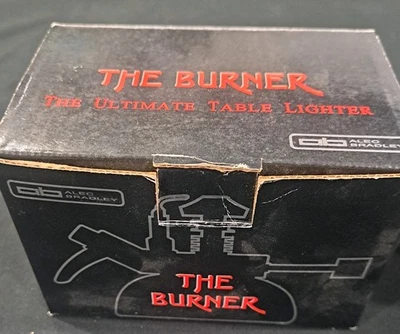 THE BURNER
THE ULTIMATE TABLE LIGHTER
ab ALEC
BRADLEY
ab ALEC
BRADLEY
THE
BURNER